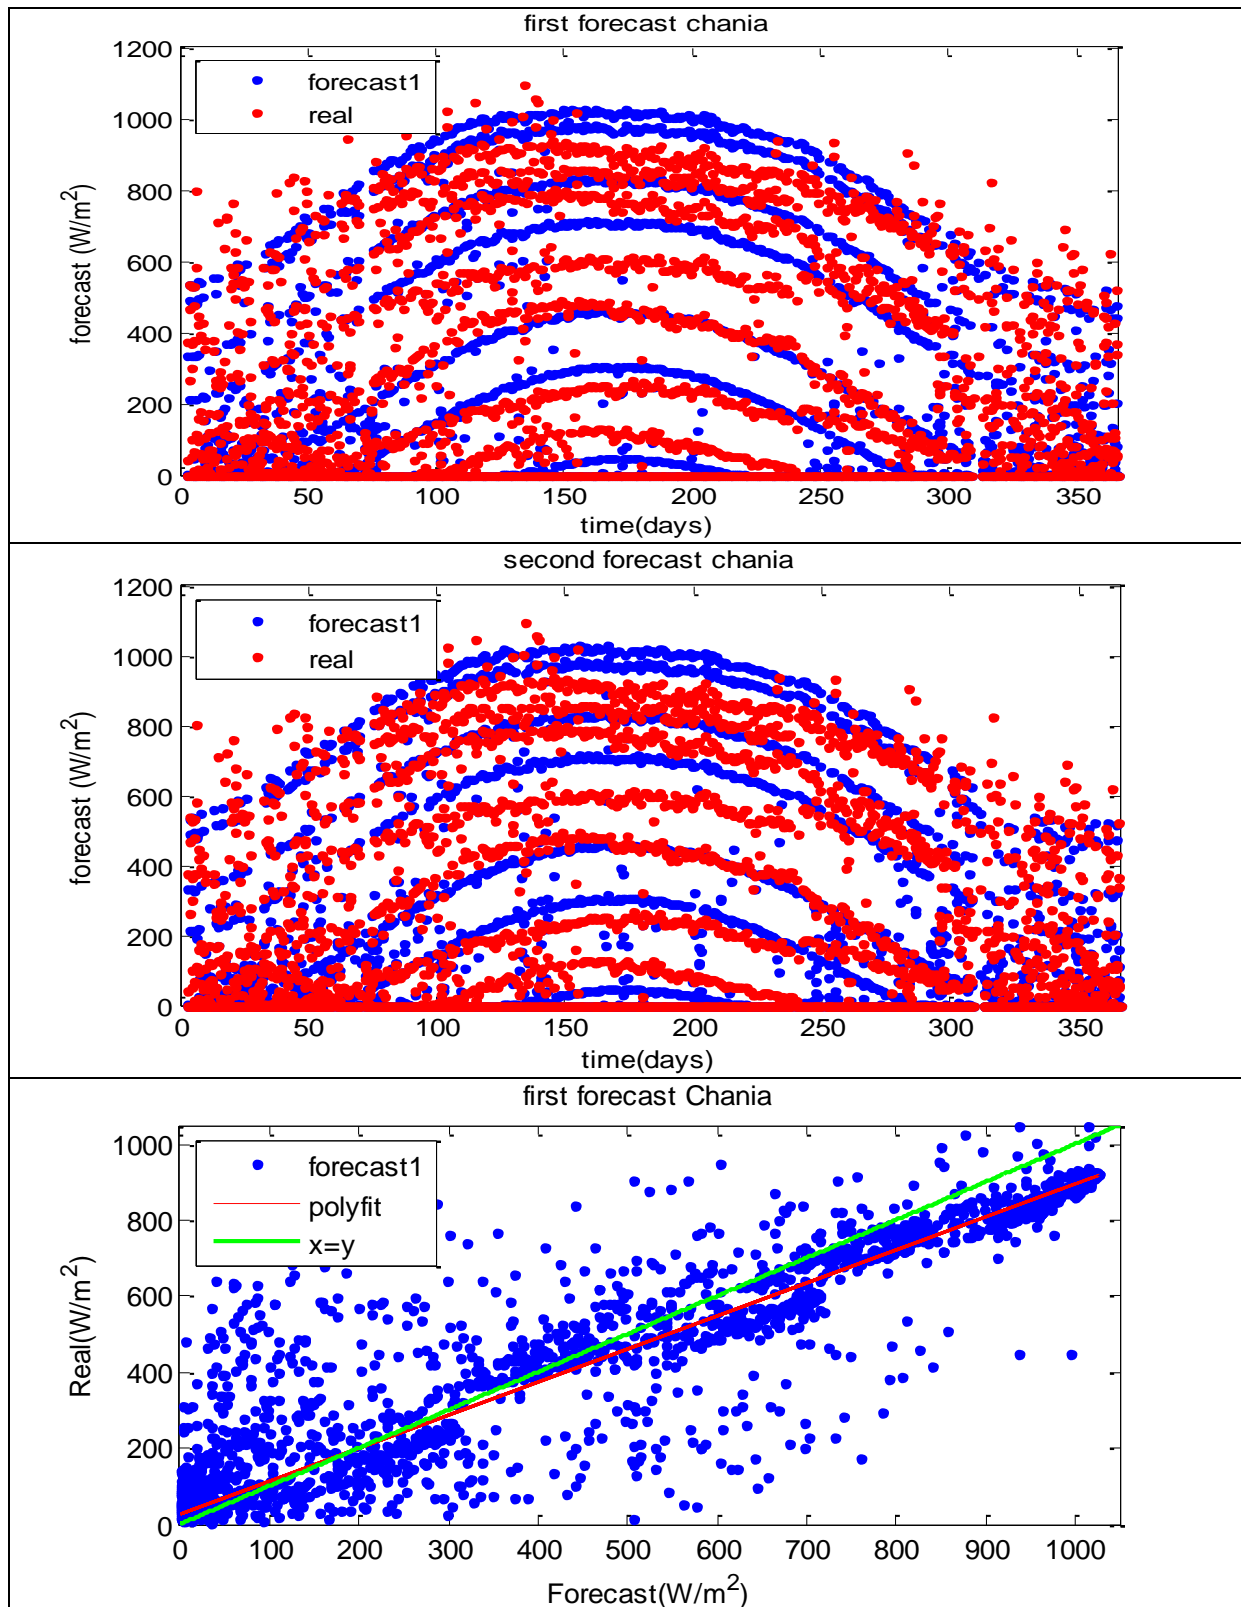 first forecast chania
1200
1000
800
600
400
200
0
forecast (W/m2)
forecast1
real
0 50 100 150 200 250 300 350
time(days)
second forecast chania
1200
1000
800
600
400
200
0
forecast (W/m2)
forecast1
real
0 50 100 150 200 250 300 350
time(days)
first forecast Chania
1000
800
600
400
200
0
Real(W/m2)
forecast1
polyfit
x=y
0 100 200 300 400 500 600 700 800 900 1000
Forecast(W/m2)